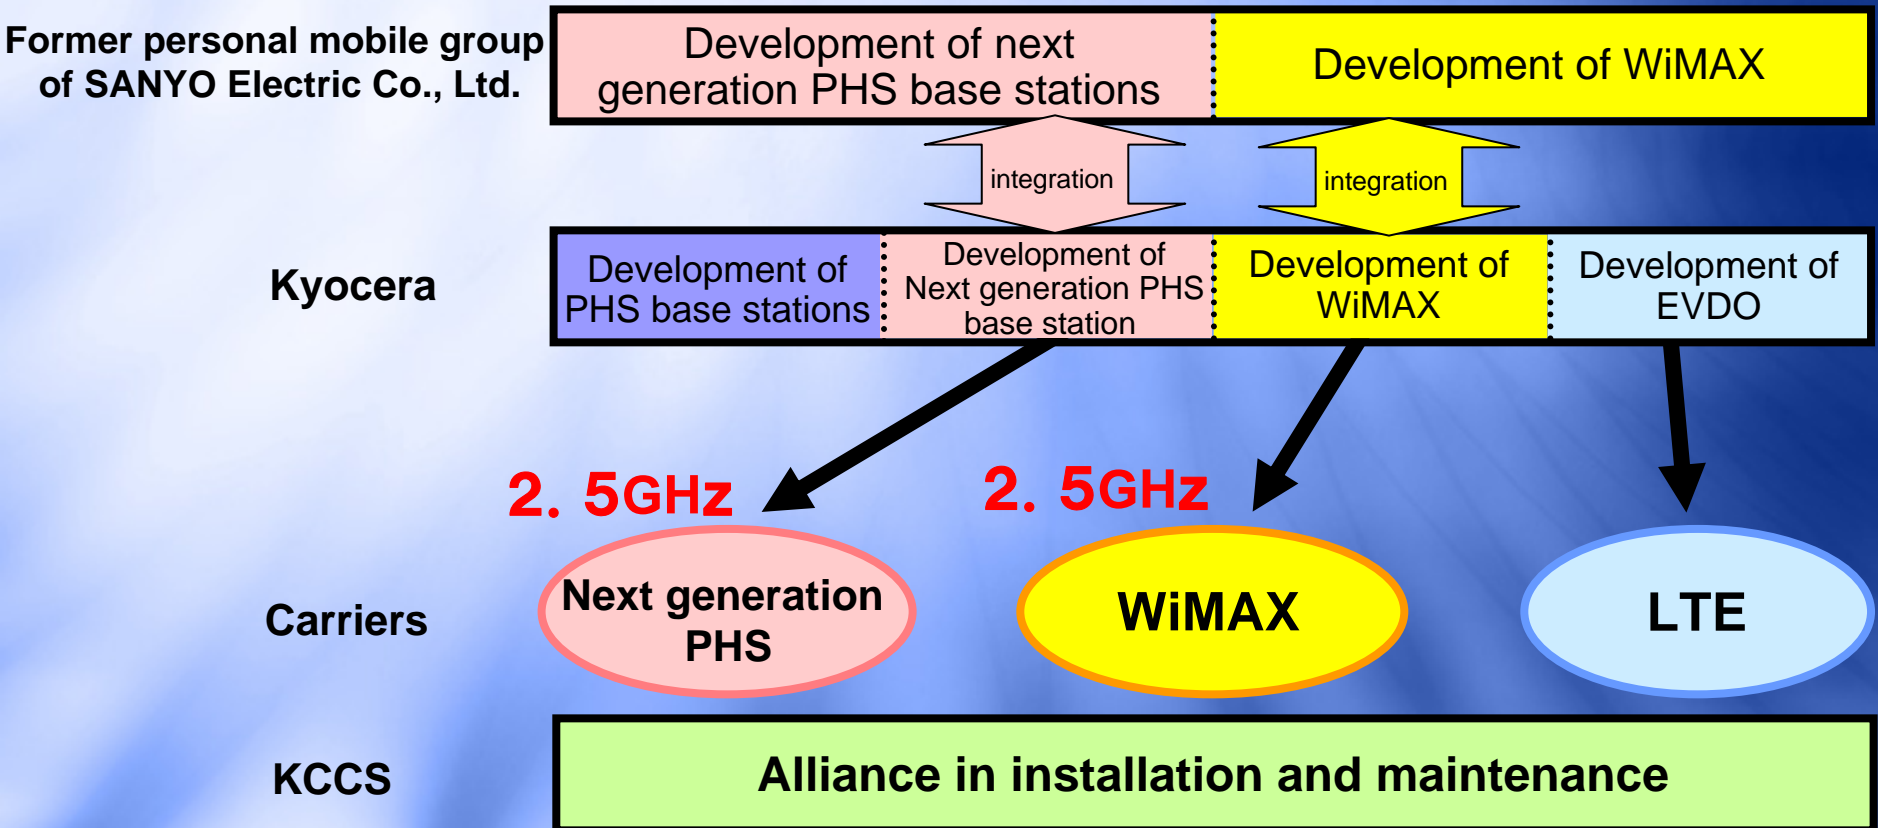 Former personal mobile group
of SANYO Electric Co., Ltd.
Development of next
generation PHS base stations
Development of WiMAX
integration
integration
Kyocera
Development of
PHS base stations
Development of
Next generation PHS
base station
Development of
WiMAX
Development of
EVDO
2. 5GHz
2. 5GHz
Carriers
Next generation
PHS
WiMAX
LTE
KCCS
Alliance in installation and maintenance